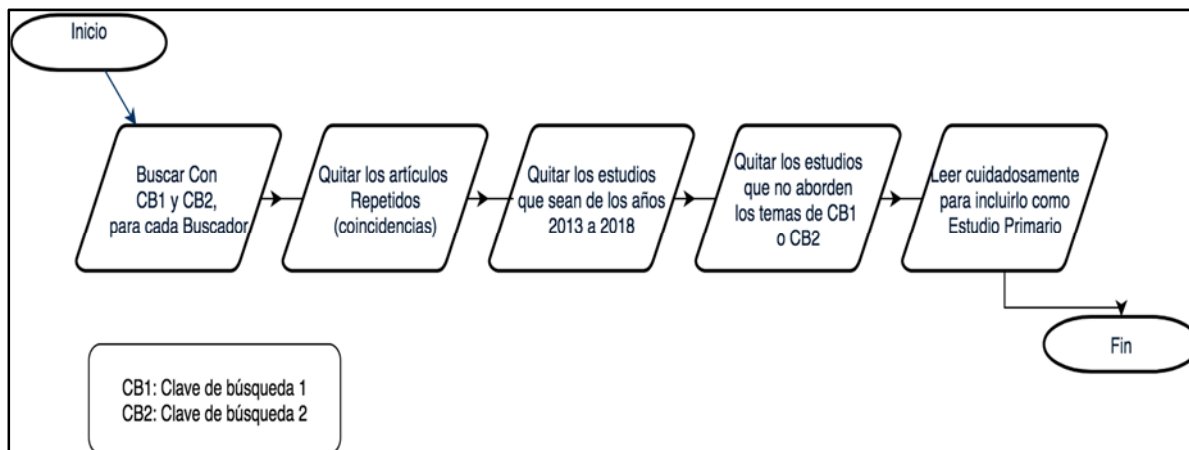 Inicio
Buscar Con
CB1 y CB2,
para cada Buscador
Quitar los artículos
Repetidos
(coincidencias)
Quitar los estudios
que sean de los años
2013 a 2018
Quitar los estudios
que no aborden
los temas de CB1
o CB2
Leer cuidadosamente
para incluirlo como
Estudio Primario
Fin
CB1: Clave de búsqueda 1
CB2: Clave de búsqueda 2